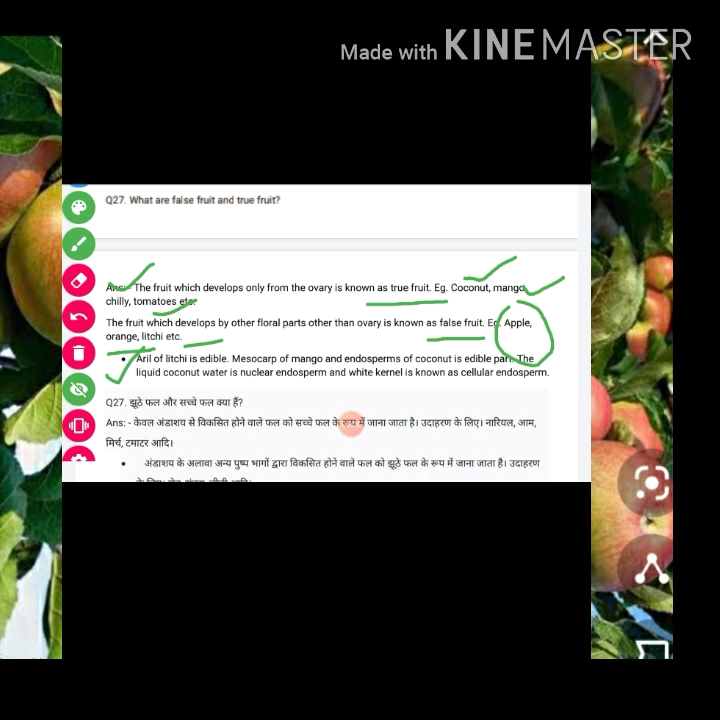 Made with KINEMASTER
Q27. What are false fruit and true fruit?
Ans:- The fruit which develops only from the ovary is known as true fruit. Eg. Coconut, mango,
chilly, tomatoes etc.
The fruit which develops by other floral parts other than ovary is known as false fruit. Eg. Apple,
orange, litchi etc.
• Aril of litchi is edible. Mesocarp of mango and endosperms of coconut is edible part. The
liquid coconut water is nuclear endosperm and white kernel is known as cellular endosperm.
Q27. झूठे फल और सच्चे फल क्या हैं?
Ans: - केवल अंडाशय से विकसित होने वाले फल को सच्चे फल के रूप में जाना जाता है। उदाहरण के लिए। नारियल, आम,
मिर्च, टमाटर आदि।
• अंडाशय के अलावा अन्य पुष्प भागों द्वारा विकसित होने वाले फल को झूठे फल के रूप में जाना जाता है। उदाहरण